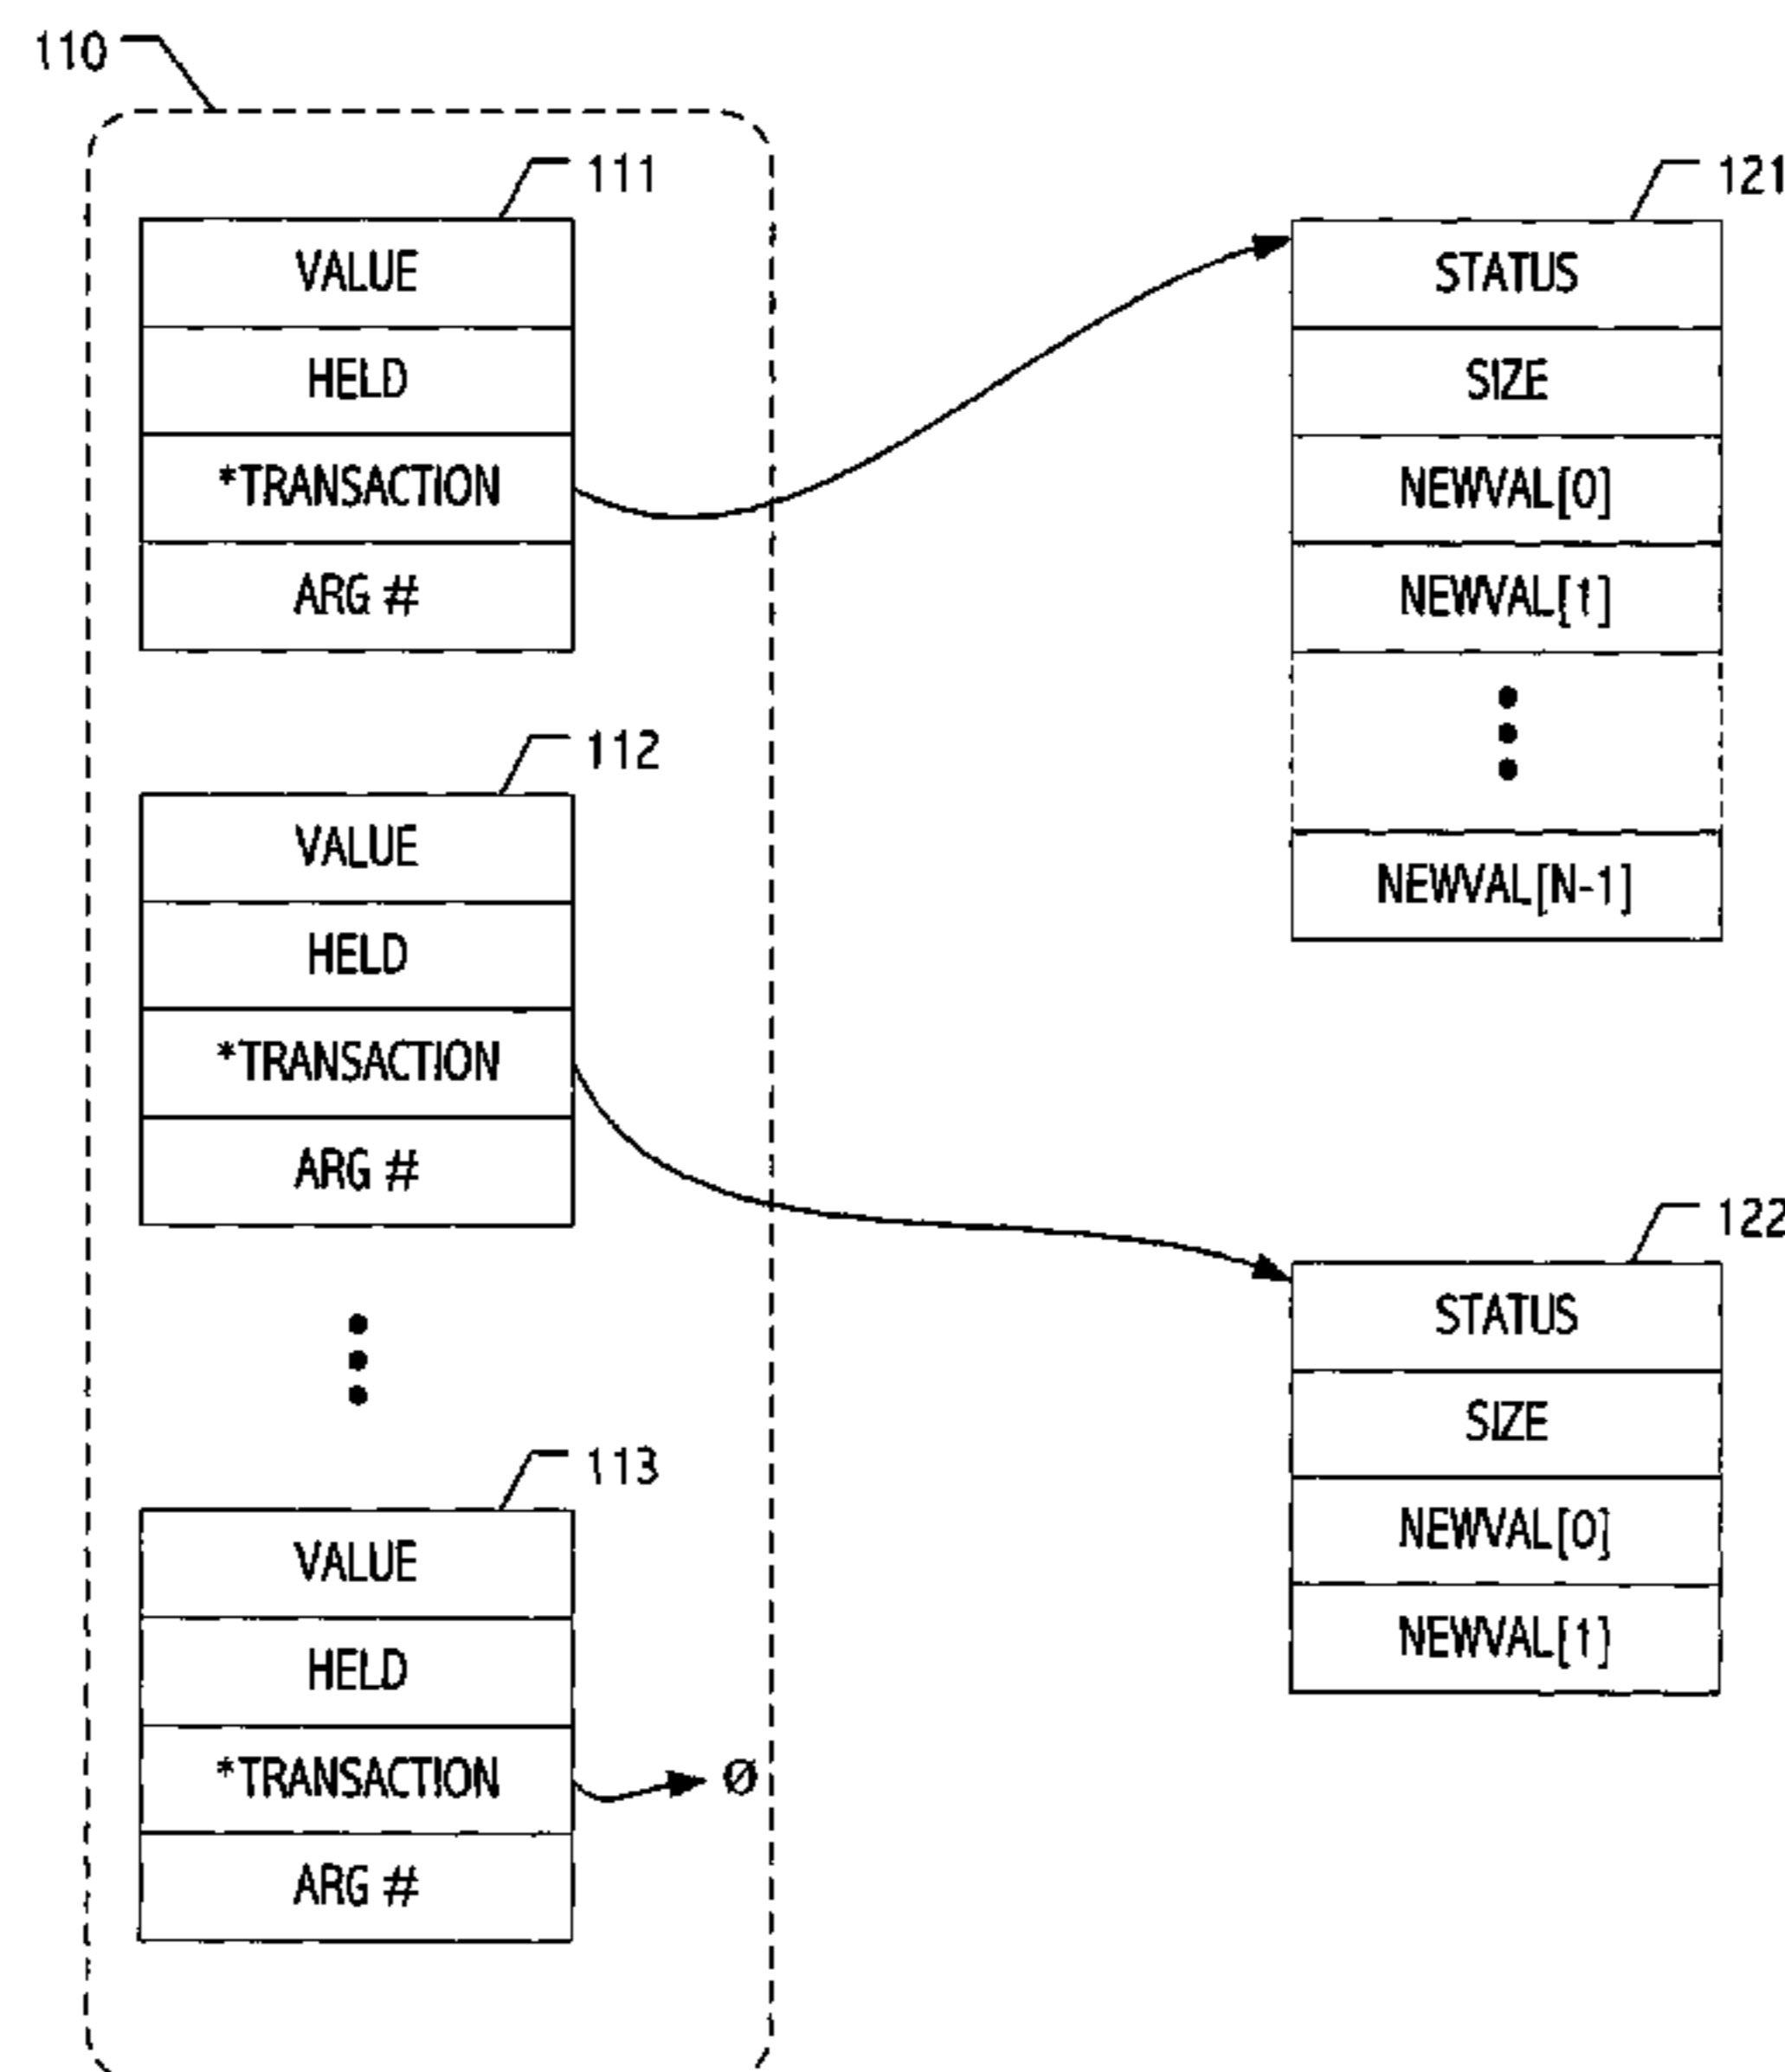 110
111
VALUE
HELD
*TRANSACTION
ARG #
112
VALUE
HELD
*TRANSACTION
ARG #
113
VALUE
HELD
*TRANSACTION
Ø
ARG #
121
STATUS
SIZE
NEWVAL[0]
NEWVAL[1]
NEWVAL[N-1]
122
STATUS
SIZE
NEWVAL[0]
NEWVAL[1]